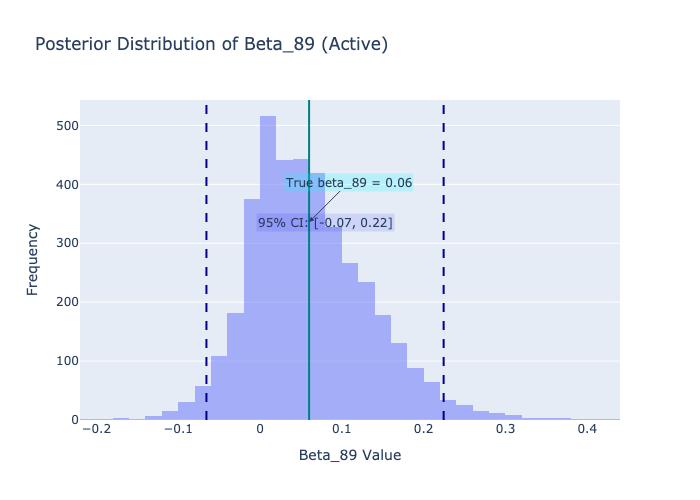 Posterior Distribution of Beta_89 (Active)
500
400
300
200
100
0
Frequency
True beta_89 = 0.06
95% CI: [-0.07, 0.22]
−0.2
−0.1
0
0.1
0.2
0.3
0.4
Beta_89 Value